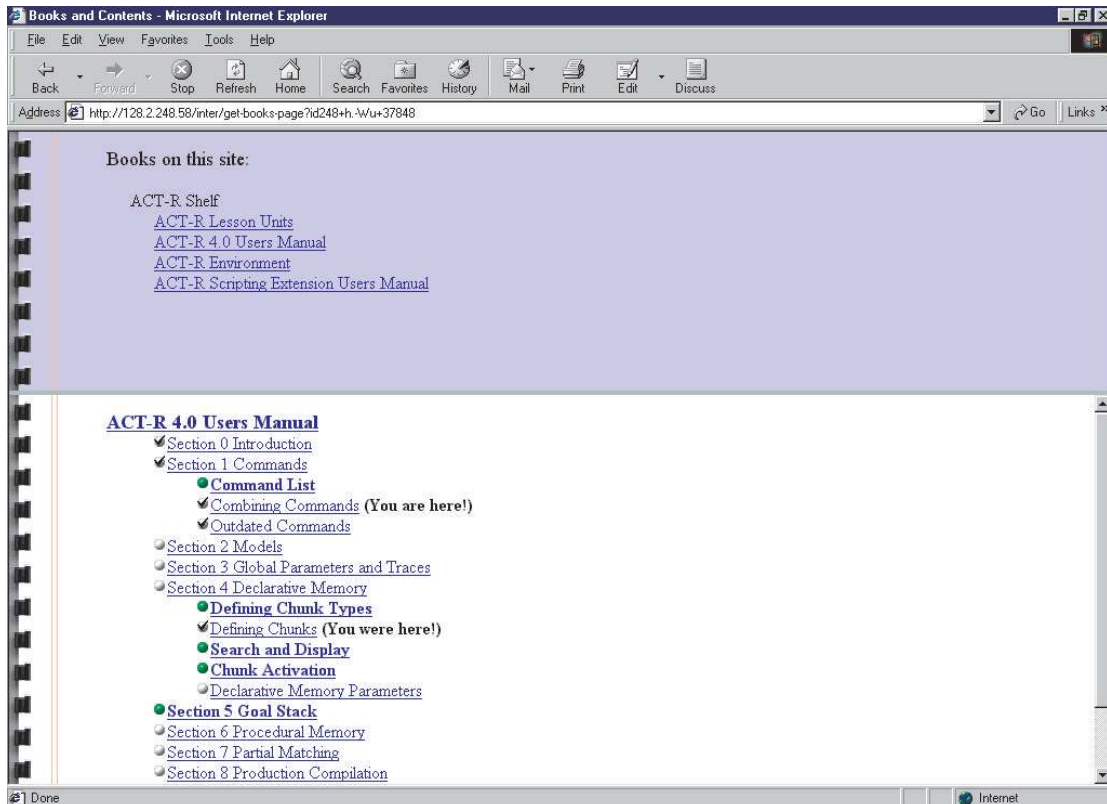 Books and Contents - Microsoft Internet Explorer
File Edit View Favorites Tools Help
Back Forward Stop Refresh Home Search Favorites History Mail Print Edit Discuss
Address http://128.2.248.58/inter/get-books-page?id248+h.-Wu+37848 Go Links »
Books on this site:
ACT-R Shelf
ACT-R Lesson Units
ACT-R 4.0 Users Manual
ACT-R Environment
ACT-R Scripting Extension Users Manual
ACT-R 4.0 Users Manual
Section 0 Introduction
Section 1 Commands
Command List
Combining Commands (You are here!)
Outdated Commands
Section 2 Models
Section 3 Global Parameters and Traces
Section 4 Declarative Memory
Defining Chunk Types
Defining Chunks (You were here!)
Search and Display
Chunk Activation
Declarative Memory Parameters
Section 5 Goal Stack
Section 6 Procedural Memory
Section 7 Partial Matching
Section 8 Production Compilation
Done Internet